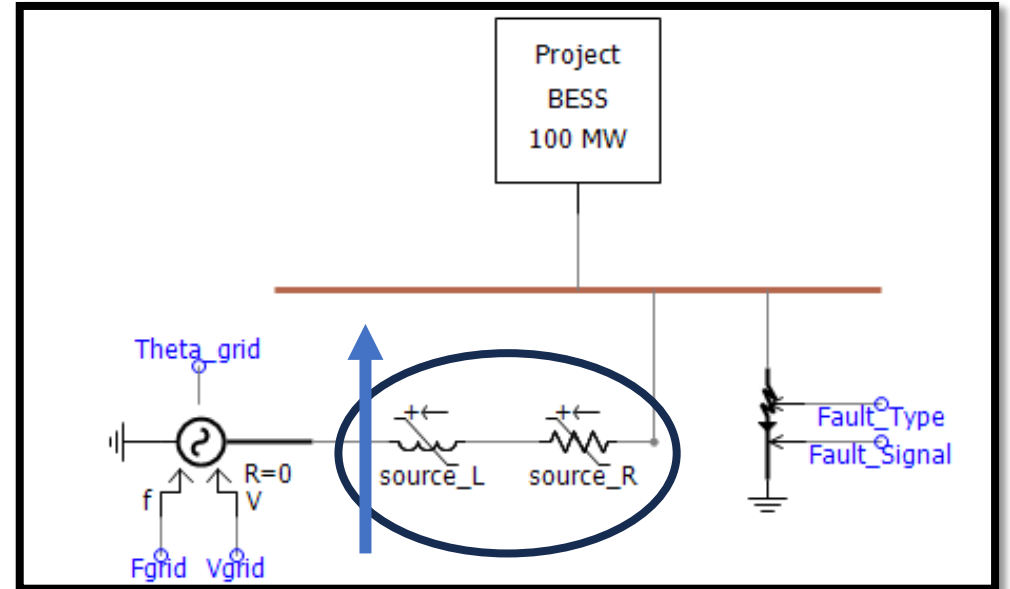 Project
BESS
100 MW
Theta_grid
R=0
f
V
Fgrid
Vgrid
source_L
source_R
Fault_Type
Fault_Signal